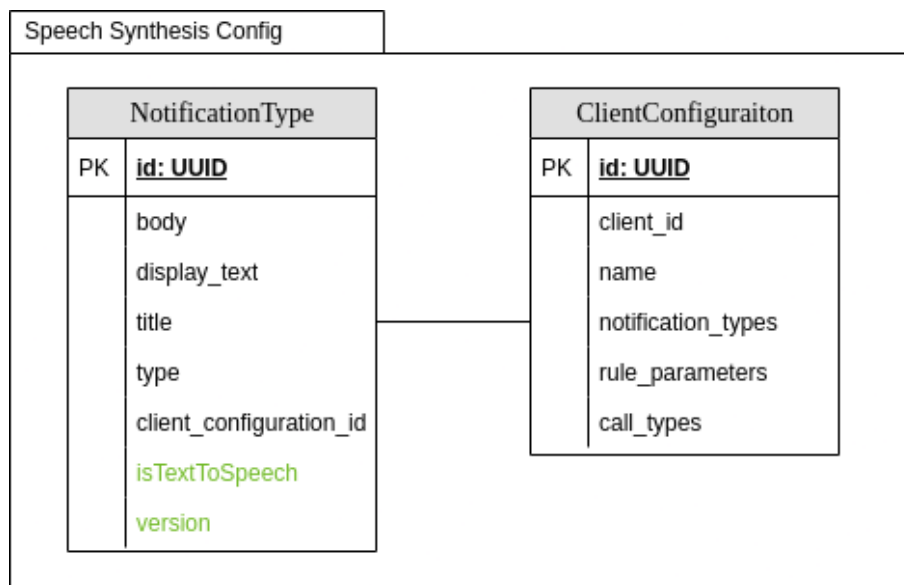 Speech Synthesis Config
NotificationType
PK id: UUID
body
display_text
title
type
client_configuration_id
isTextToSpeech
version
ClientConfiguraiton
PK id: UUID
client_id
name
notification_types
rule_parameters
call_types